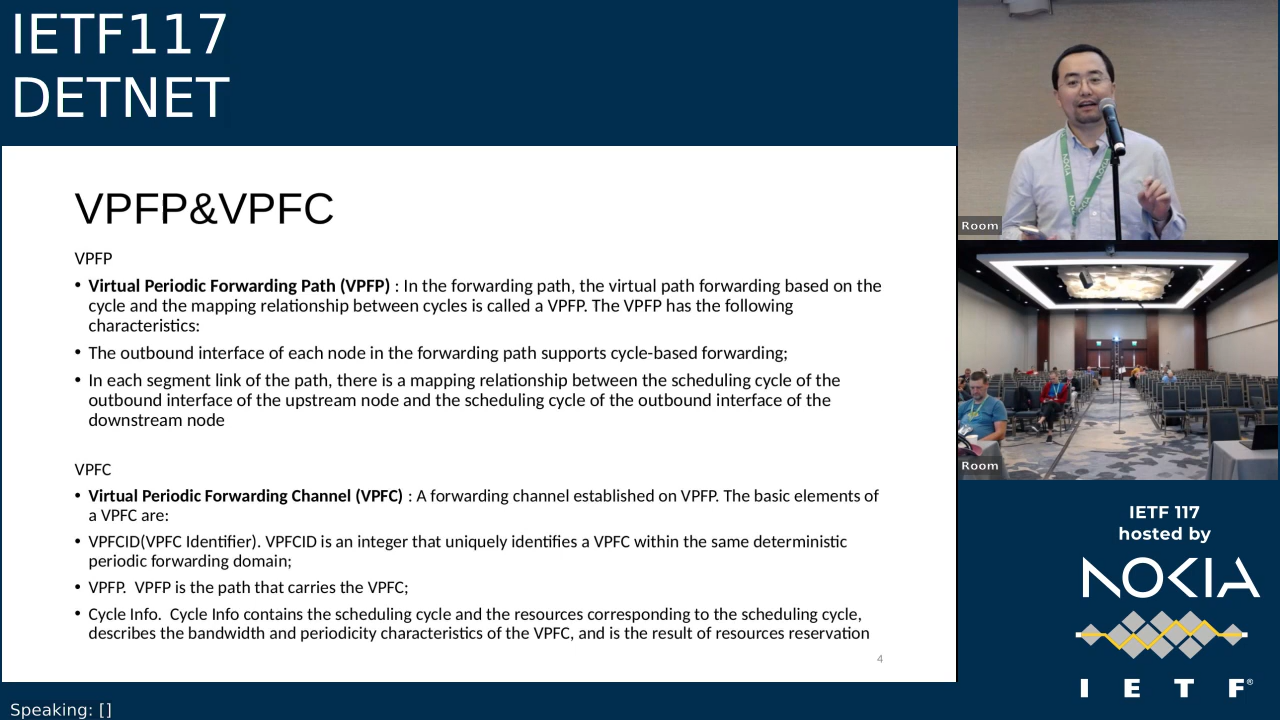 IETF117
DETNET
VPFP&VPFC
VPFP
• Virtual Periodic Forwarding Path (VPFP) : In the forwarding path, the virtual path forwarding based on the
cycle and the mapping relationship between cycles is called a VPFP. The VPFP has the following
characteristics:
• The outbound interface of each node in the forwarding path supports cycle-based forwarding;
• In each segment link of the path, there is a mapping relationship between the scheduling cycle of the
outbound interface of the upstream node and the scheduling cycle of the outbound interface of the
downstream node
VPFC
• Virtual Periodic Forwarding Channel (VPFC) : A forwarding channel established on VPFP. The basic elements of
a VPFC are:
• VPFCID(VPFC Identifier). VPFCID is an integer that uniquely identifies a VPFC within the same deterministic
periodic forwarding domain;
• VPFP. VPFP is the path that carries the VPFC;
• Cycle Info. Cycle Info contains the scheduling cycle and the resources corresponding to the scheduling cycle,
describes the bandwidth and periodicity characteristics of the VPFC, and is the result of resources reservation
4
Speaking: []
NOKIA
Room
Room
IETF 117
hosted by
NOKIA
I E T F®